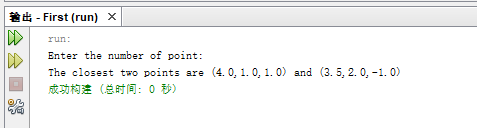 输出 - First (run)
run:
Enter the number of point:
The closest two points are (4.0,1.0,1.0) and (3.5,2.0,-1.0)
成功构建 (总时间: 0 秒)